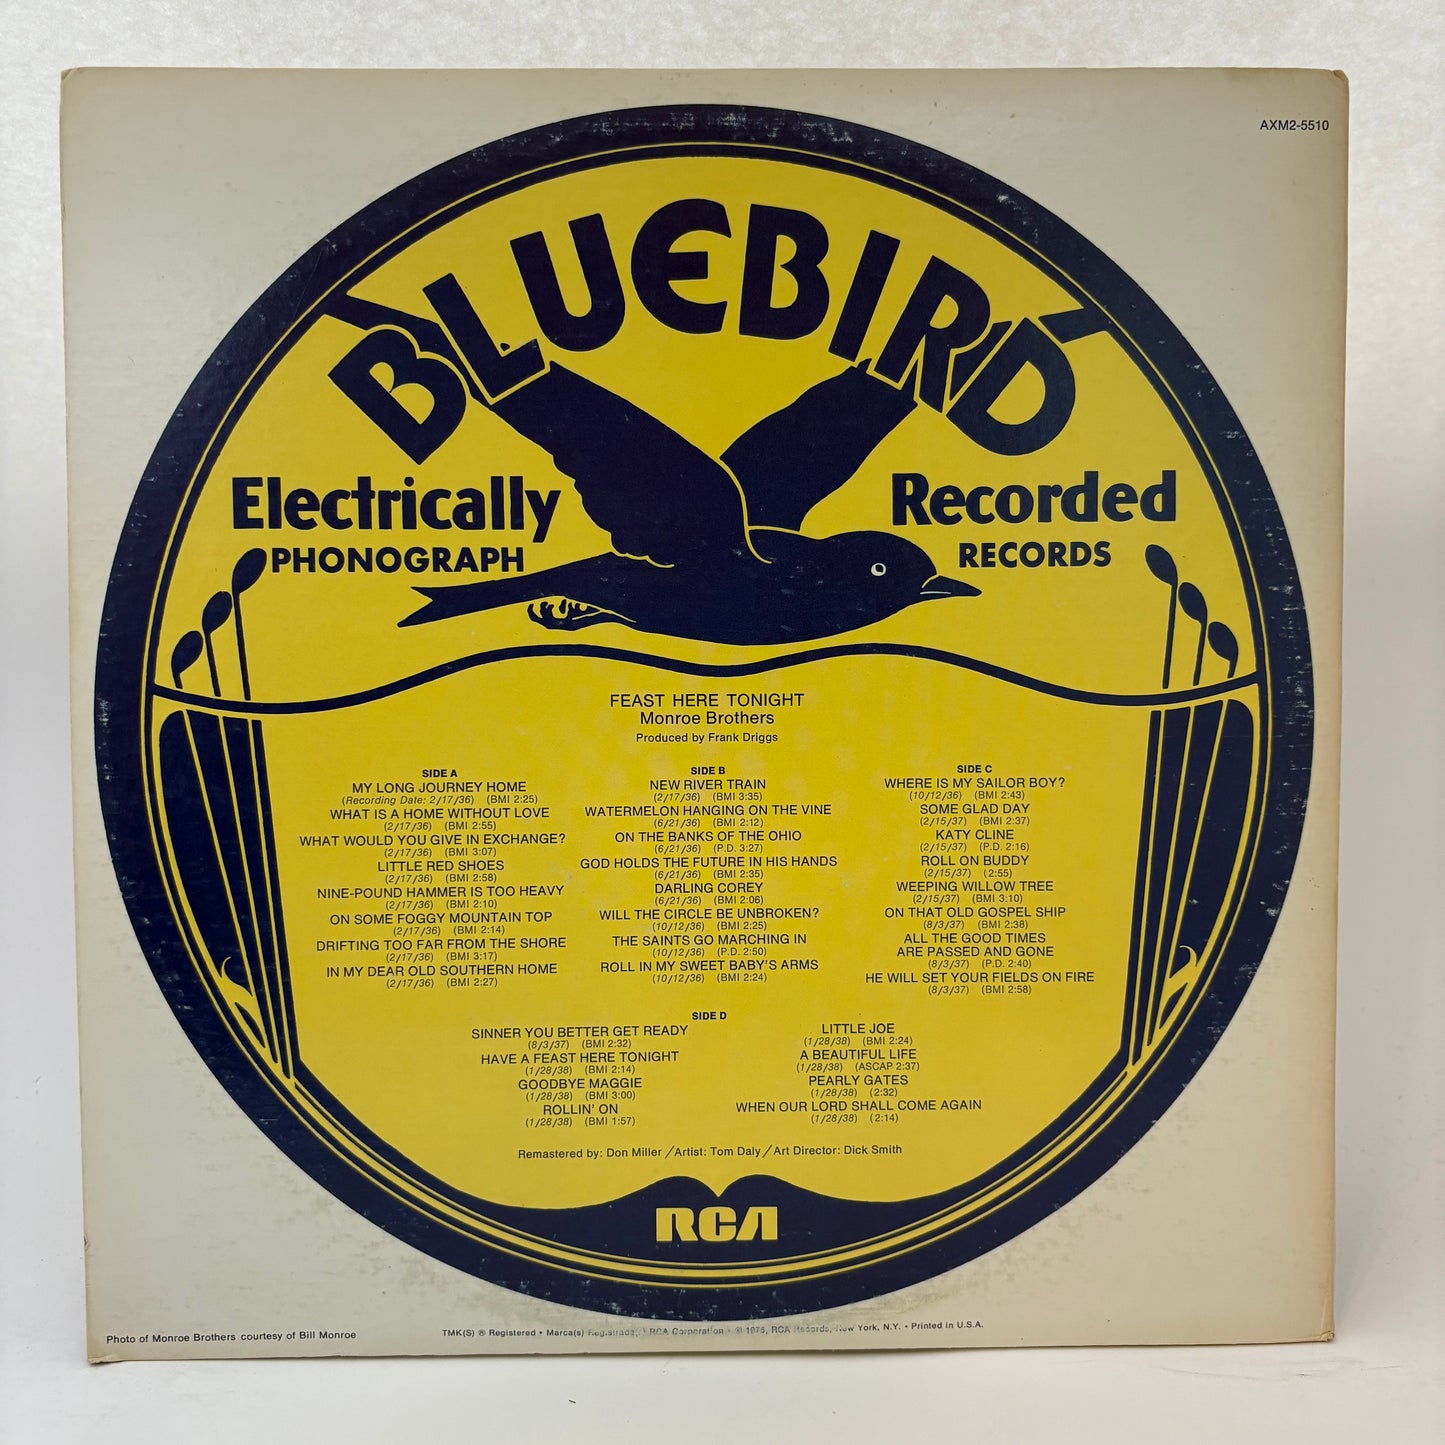 AXM2-5510
BLUEBIRD
Electrically Recorded
PHONOGRAPH RECORDS
FEAST HERE TONIGHT
Monroe Brothers
Produced by Frank Driggs
SIDE A
MY LONG JOURNEY HOME
(Recording Date: 2/17/36) (BMI 2:25)
WHAT IS A HOME WITHOUT LOVE
(2/17/36) (BMI 2:55)
WHAT WOULD YOU GIVE IN EXCHANGE?
(2/17/36) (BMI 3:07)
LITTLE RED SHOES
(2/17/36) (BMI 2:58)
NINE-POUND HAMMER IS TOO HEAVY
(2/17/36) (BMI 2:10)
ON SOME FOGGY MOUNTAIN TOP
(2/17/36) (BMI 2:14)
DRIFTING TOO FAR FROM THE SHORE
(2/17/36) (BMI 3:17)
IN MY DEAR OLD SOUTHERN HOME
(2/17/36) (BMI 2:27)
SIDE B
NEW RIVER TRAIN
(2/17/36) (BMI 3:35)
WATERMELON HANGING ON THE VINE
(6/21/36) (BMI 2:12)
ON THE BANKS OF THE OHIO
(6/21/36) (P.D. 3:27)
GOD HOLDS THE FUTURE IN HIS HANDS
(6/21/36) (BMI 2:35)
DARLING COREY
(6/21/36) (BMI 2:06)
WILL THE CIRCLE BE UNBROKEN?
(10/12/36) (BMI 2:25)
THE SAINTS GO MARCHING IN
(10/12/36) (P.D. 2:50)
ROLL IN MY SWEET BABY'S ARMS
(10/12/36) (BMI 2:24)
SIDE C
WHERE IS MY SAILOR BOY?
(10/12/36) (BMI 2:43)
SOME GLAD DAY
(2/15/37) (BMI 2:37)
KATY CLINE
(2/15/37) (P.D. 2:16)
ROLL ON BUDDY
(2/15/37) (2:55)
WEEPING WILLOW TREE
(2/15/37) (BMI 3:10)
ON THAT OLD GOSPEL SHIP
(8/3/37) (BMI 2:38)
ALL THE GOOD TIMES
ARE PASSED AND GONE
(8/3/37) (P.D. 2:40)
HE WILL SET YOUR FIELDS ON FIRE
(8/3/37) (BMI 2:58)
SIDE D
SINNER YOU BETTER GET READY
(8/3/37) (BMI 2:32)
HAVE A FEAST HERE TONIGHT
(1/28/38) (BMI 2:14)
GOODBYE MAGGIE
(1/28/38) (BMI 3:00)
ROLLIN' ON
(1/28/38) (BMI 1:57)
LITTLE JOE
(1/28/38) (BMI 2:24)
A BEAUTIFUL LIFE
(1/28/38) (ASCAP 2:37)
PEARLY GATES
(1/28/38) (2:32)
WHEN OUR LORD SHALL COME AGAIN
(1/28/38) (2:14)
Remastered by: Don Miller / Artist: Tom Daly / Art Director: Dick Smith
RCA
Photo of Monroe Brothers courtesy of Bill Monroe
TMK(S) ® Registered • Marca(s) Registrada(s) RCA Corporation • ℗ 1975, RCA Records, New York, N.Y. • Printed in U.S.A.